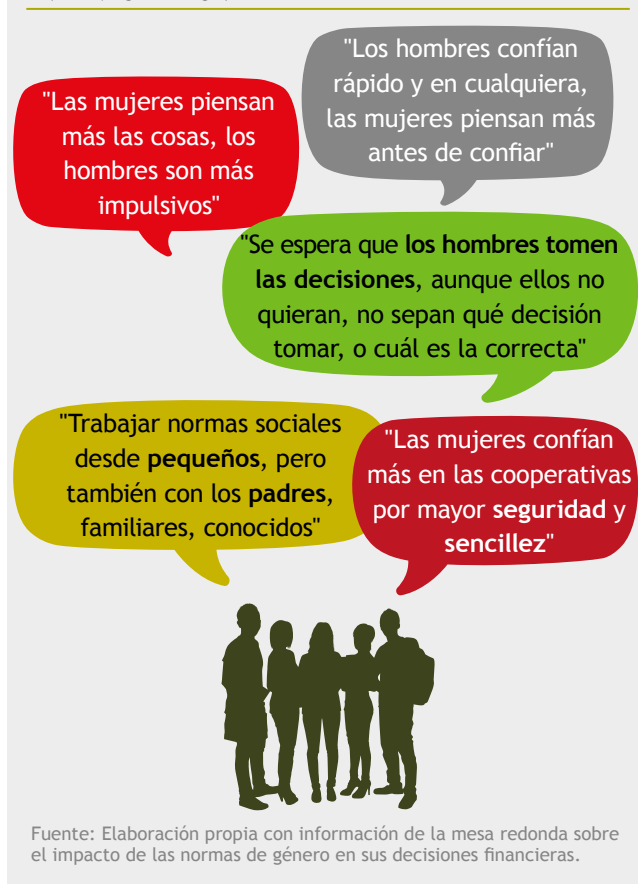 "Los hombres confían
rápido y en cualquiera,
las mujeres piensan más
antes de confiar"
"Las mujeres piensan
más las cosas, los
hombres son más
impulsivos"
"Se espera que los hombres tomen
las decisiones, aunque ellos no
quieran, no sepan qué decisión
tomar, o cuál es la correcta"
"Trabajar normas sociales
desde pequeños, pero
también con los padres,
familiares, conocidos"
"Las mujeres confían
más en las cooperativas
por mayor seguridad y
sencillez"
Fuente: Elaboración propia con información de la mesa redonda sobre
el impacto de las normas de género en sus decisiones financieras.